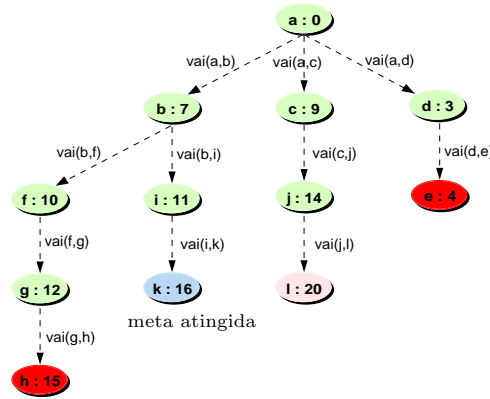 a : 0
vai(a,b)
vai(a,c)
vai(a,d)
b : 7
c : 9
d : 3
vai(b,f)
vai(b,i)
vai(c,j)
vai(d,e)
f : 10
i : 11
j : 14
e : 4
vai(f,g)
vai(i,k)
vai(j,l)
g : 12
k : 16
l : 20
meta atingida
vai(g,h)
h : 15